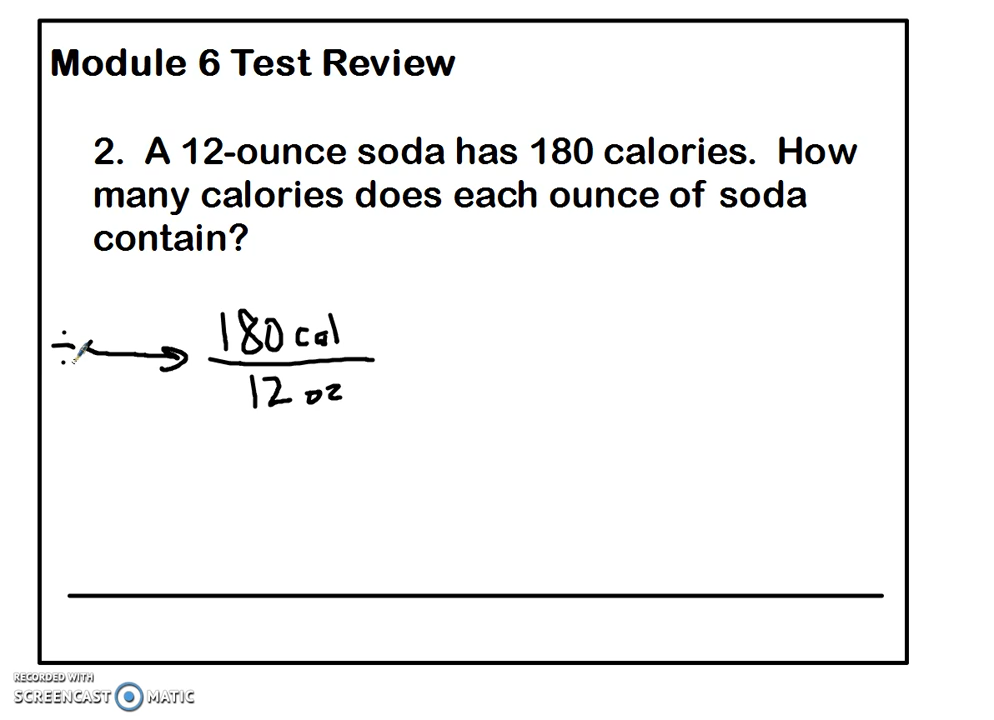 Module 6 Test Review
2. A 12-ounce soda has 180 calories. How
many calories does each ounce of soda
contain?
÷ → 180 cal
12 oz
RECORDED WITH
SCREENCAST MATIC